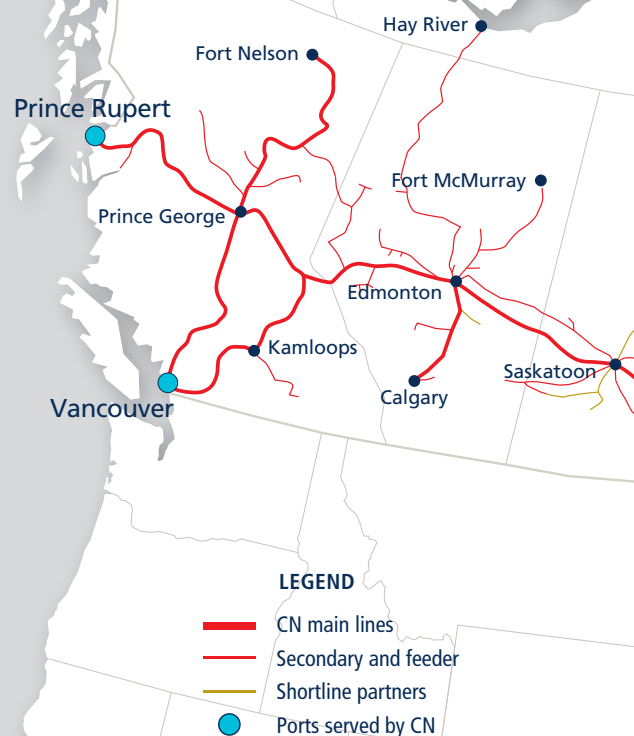 Hay River
Fort Nelson
Prince Rupert
Fort McMurray
Prince George
Edmonton
Kamloops
Saskatoon
Calgary
Vancouver
LEGEND
CN main lines
Secondary and feeder
Shortline partners
Ports served by CN